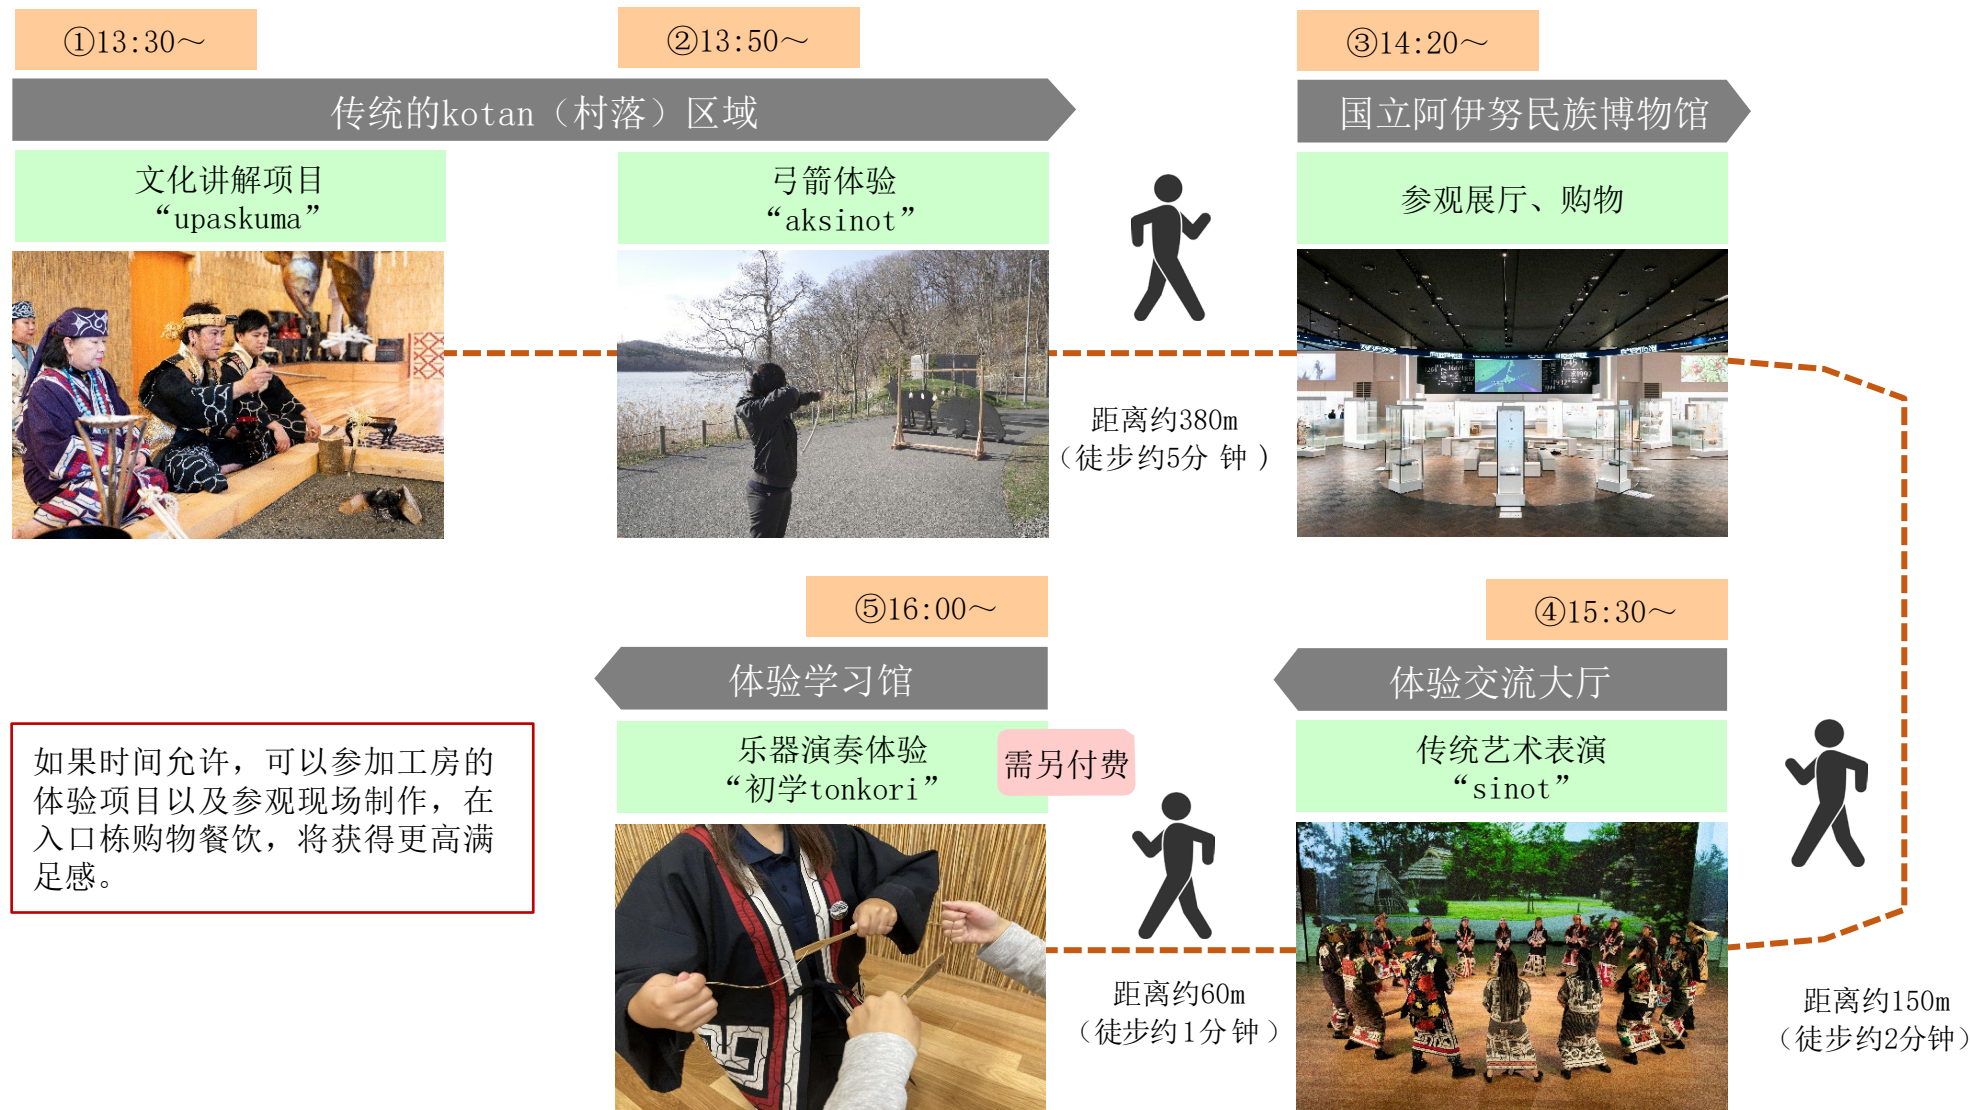 ①13:30～
②13:50～
③14:20～
传统的kotan（村落）区域
国立阿伊努民族博物馆
文化讲解项目
“upaskuma”
弓箭体验
“aksinot”
参观展厅、购物
距离约380m
（徒步约5分钟）
⑤16:00～
④15:30～
体验学习馆
体验交流大厅
乐器演奏体验
“初学tonkori”
需另付费
传统艺术表演
“sinot”
如果时间允许，可以参加工房的
体验项目以及参观现场制作，在
入口栋购物餐饮，将获得更高满
足感。
距离约60m
（徒步约1分钟）
距离约150m
（徒步约2分钟）